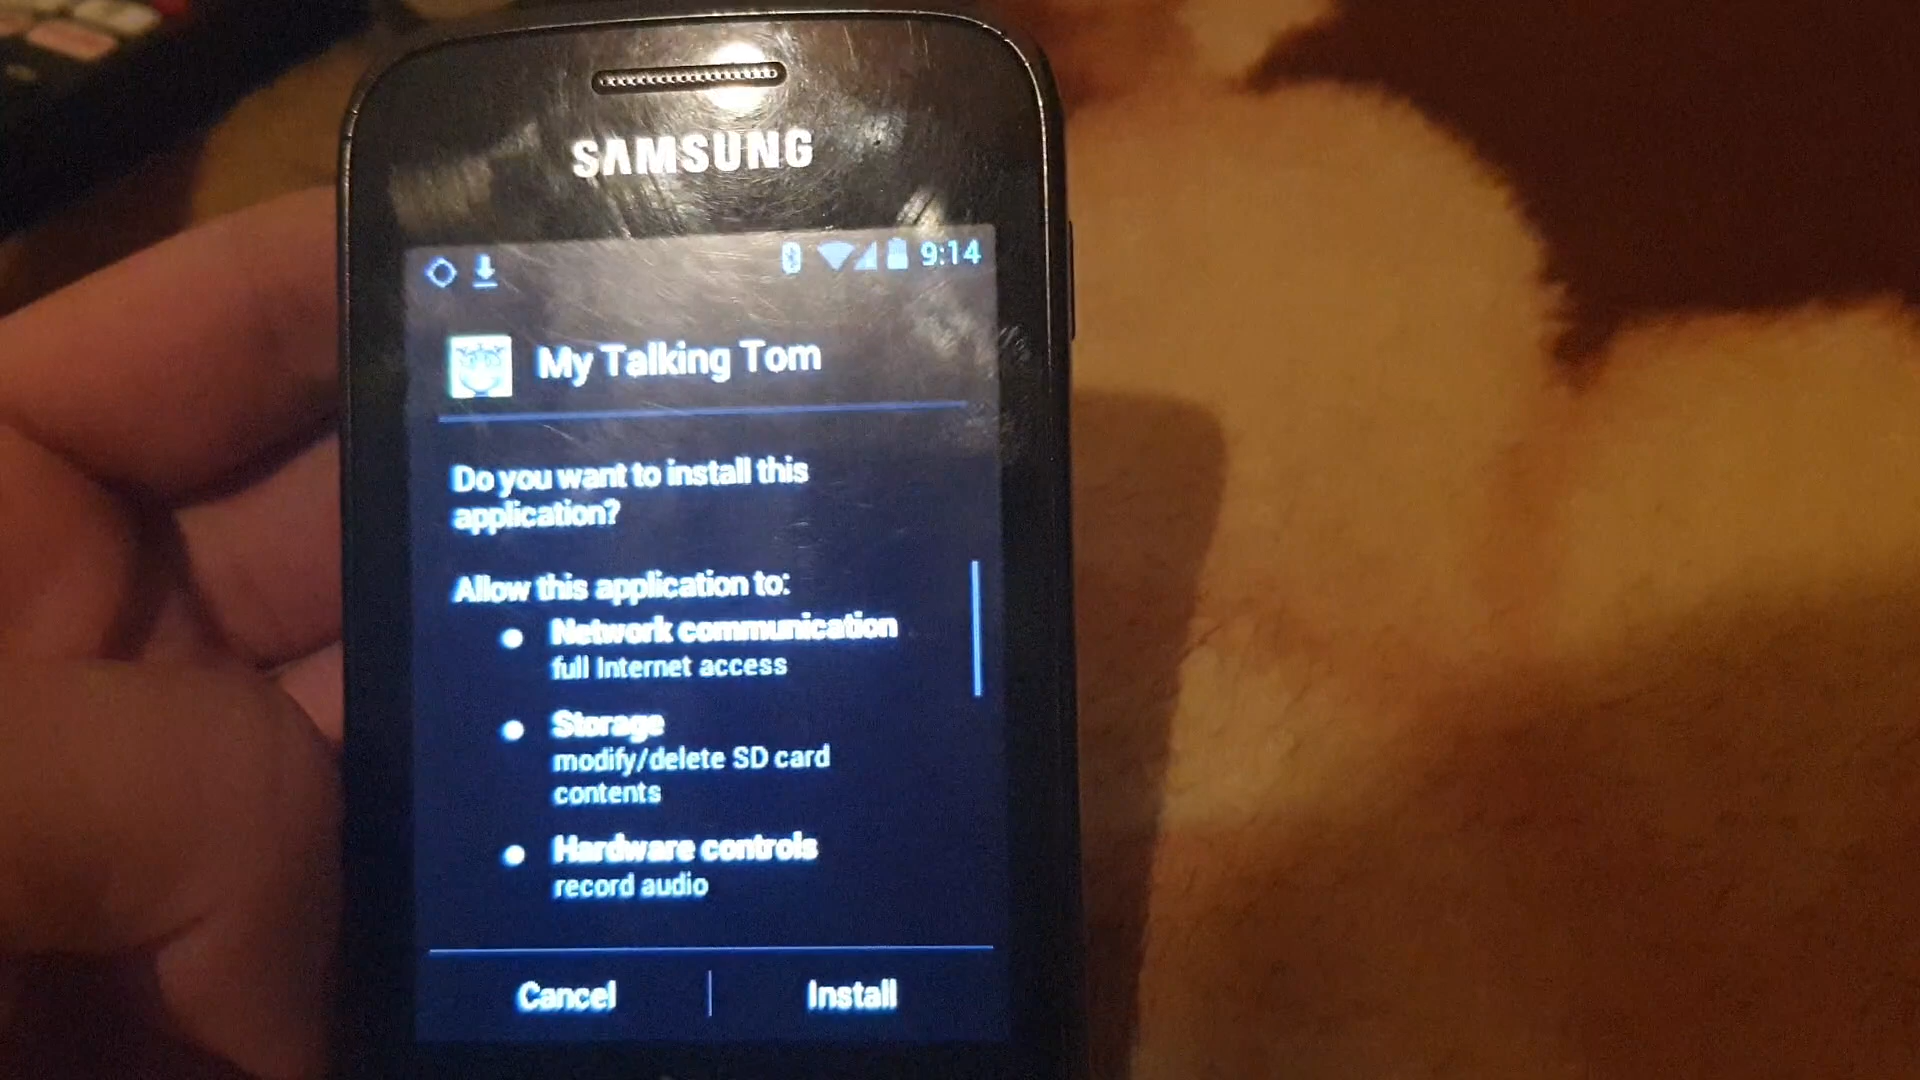 SAMSUNG
9:14
My Talking Tom
Do you want to install this
application?
Allow this application to:
Network communication
full Internet access
Storage
modify/delete SD card
contents
Hardware controls
record audio
Cancel
Install